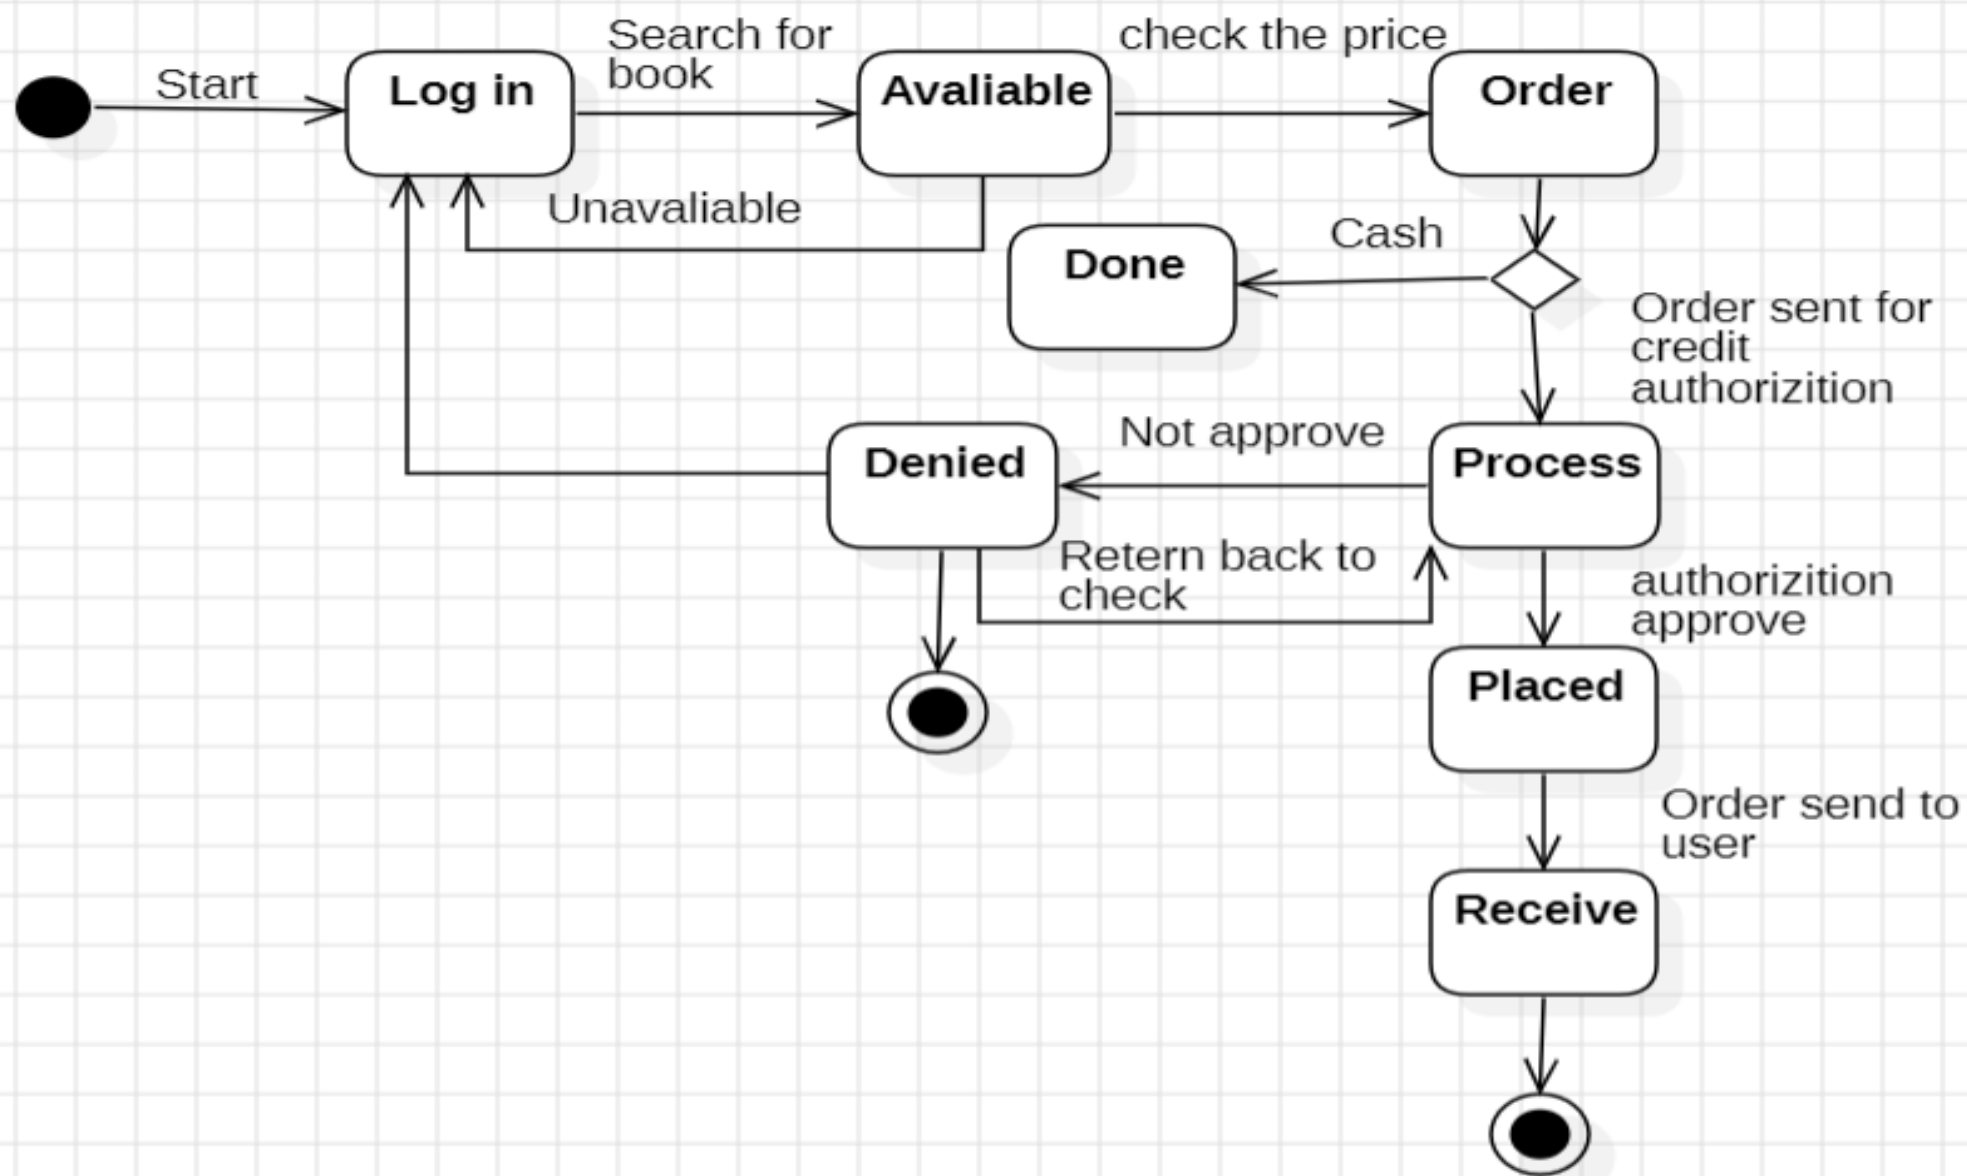 Start
Log in
Search for
book
Avaliable
check the price
Order
Unavaliable
Done
Cash
Order sent for
credit
authorizition
Denied
Not approve
Process
Retern back to
check
authorizition
approve
Placed
Order send to
user
Receive